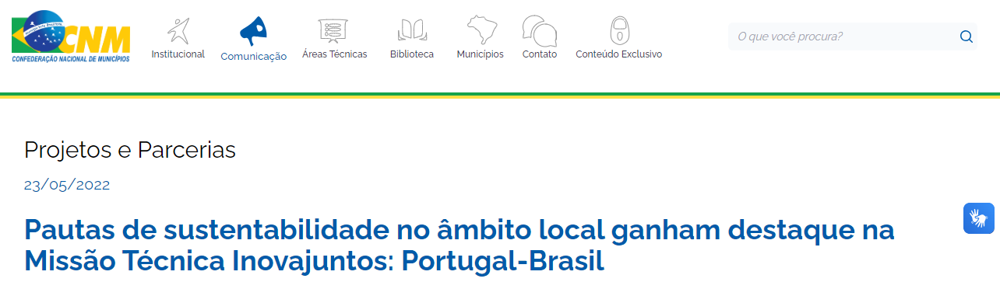 CNM
CONFEDERAÇÃO NACIONAL DE MUNICÍPIOS
Institucional
Comunicação
Áreas Técnicas
Biblioteca
Municípios
Contato
Conteúdo Exclusivo
O que você procura?
Projetos e Parcerias
23/05/2022
Pautas de sustentabilidade no âmbito local ganham destaque na
Missão Técnica Inovajuntos: Portugal-Brasil